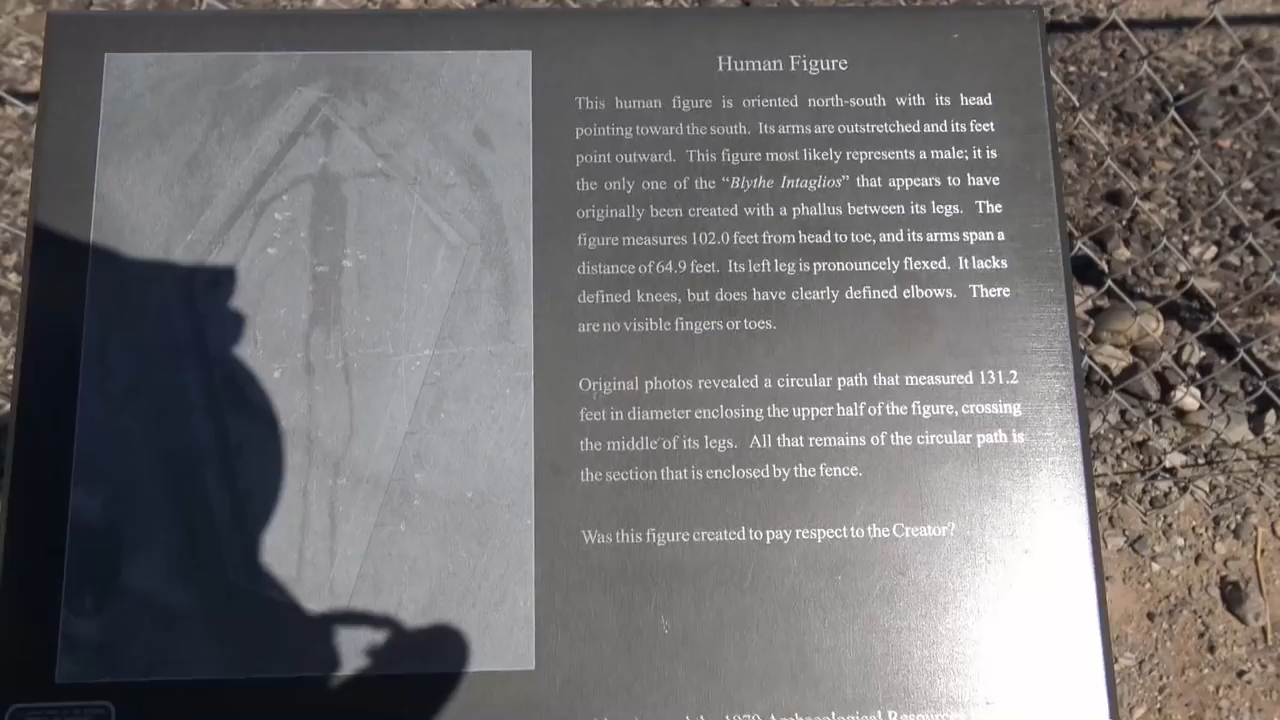 Human Figure
This human figure is oriented north-south with its head
pointing toward the south. Its arms are outstretched and its feet
point outward. This figure most likely represents a male; it is
the only one of the “Blythe Intaglios” that appears to have
originally been created with a phallus between its legs. The
figure measures 102.0 feet from head to toe, and its arms span a
distance of 64.9 feet. Its left leg is pronouncely flexed. It lacks
defined knees, but does have clearly defined elbows. There
are no visible fingers or toes.
Original photos revealed a circular path that measured 131.2
feet in diameter enclosing the upper half of the figure, crossing
the middle of its legs. All that remains of the circular path is
the section that is enclosed by the fence.
Was this figure created to pay respect to the Creator?
1979 Archaeological